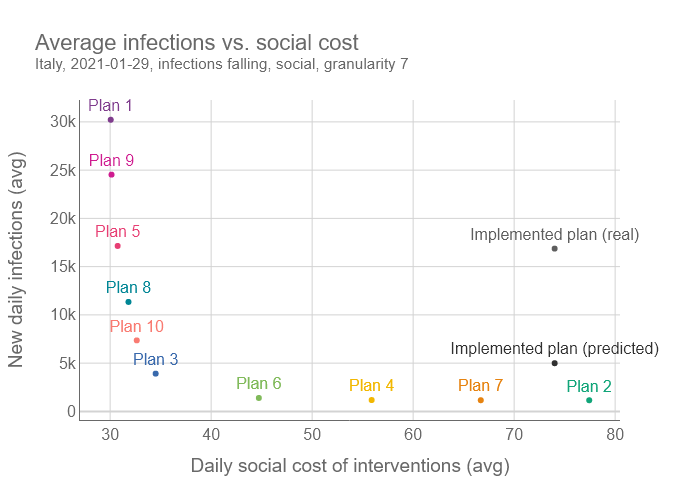 Average infections vs. social cost
Italy, 2021-01-29, infections falling, social, granularity 7
New daily infections (avg)
30k
25k
20k
15k
10k
5k
0
Plan 1
Plan 9
Plan 5
Implemented plan (real)
Plan 8
Plan 10
Plan 3
Implemented plan (predicted)
Plan 6
Plan 4
Plan 7
Plan 2
30 40 50 60 70 80
Daily social cost of interventions (avg)